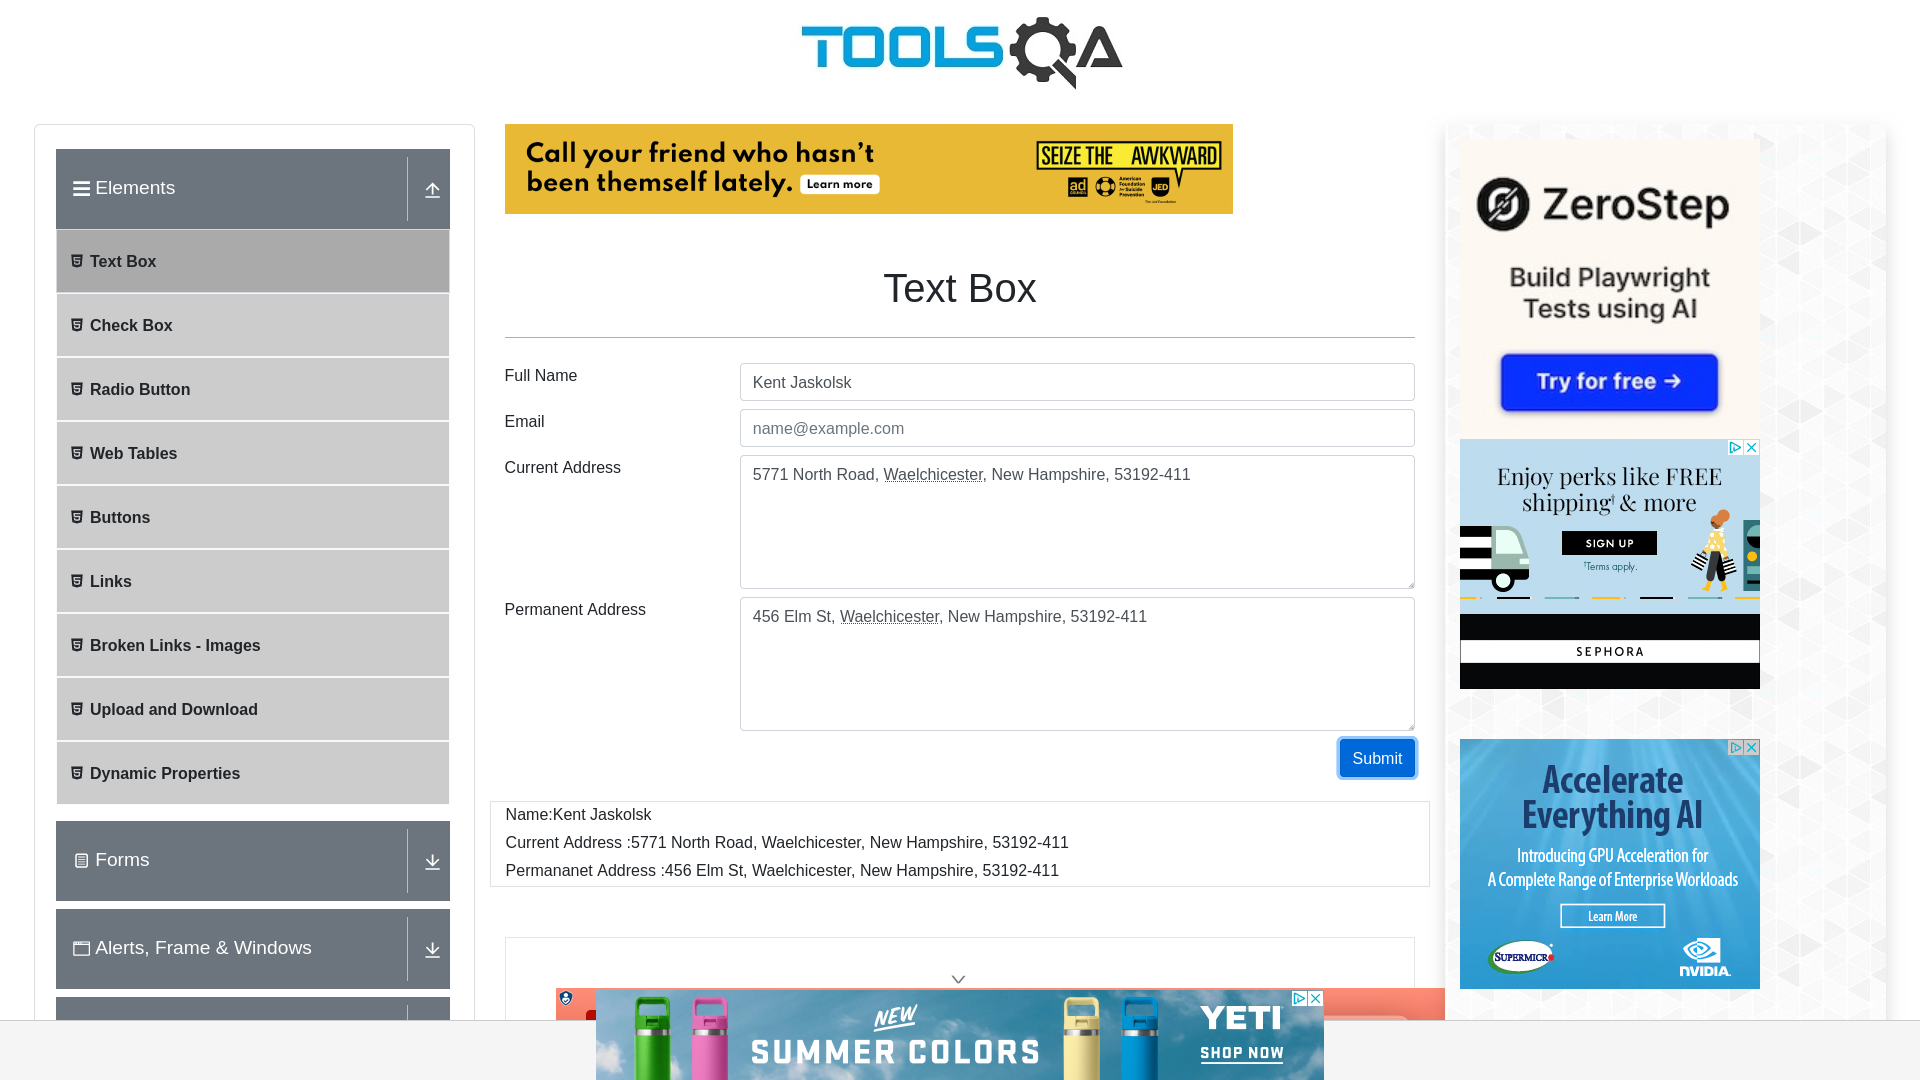 TOOLSQA
Elements
Text Box
Check Box
Radio Button
Web Tables
Buttons
Links
Broken Links - Images
Upload and Download
Dynamic Properties
Forms
Alerts, Frame & Windows
Call your friend who hasn't
been themself lately. Learn more
SEIZE THE AWKWARD
ad
American
Foundation
for Suicide
Prevention
JED
Text Box
Full Name
Kent Jaskolsk
Email
name@example.com
Current Address
5771 North Road, Waelchicester, New Hampshire, 53192-411
Permanent Address
456 Elm St, Waelchicester, New Hampshire, 53192-411
Submit
Name:Kent Jaskolsk
Current Address :5771 North Road, Waelchicester, New Hampshire, 53192-411
Permananet Address :456 Elm St, Waelchicester, New Hampshire, 53192-411
ZeroStep
Build Playwright
Tests using AI
Try for free →
Enjoy perks like FREE
shipping† & more
SIGN UP
†Terms apply.
SEPHORA
Accelerate
Everything AI
Introducing GPU Acceleration for
A Complete Range of Enterprise Workloads
Learn More
SUPERMICRO
NVIDIA.
NEW
SUMMER COLORS
YETI
SHOP NOW